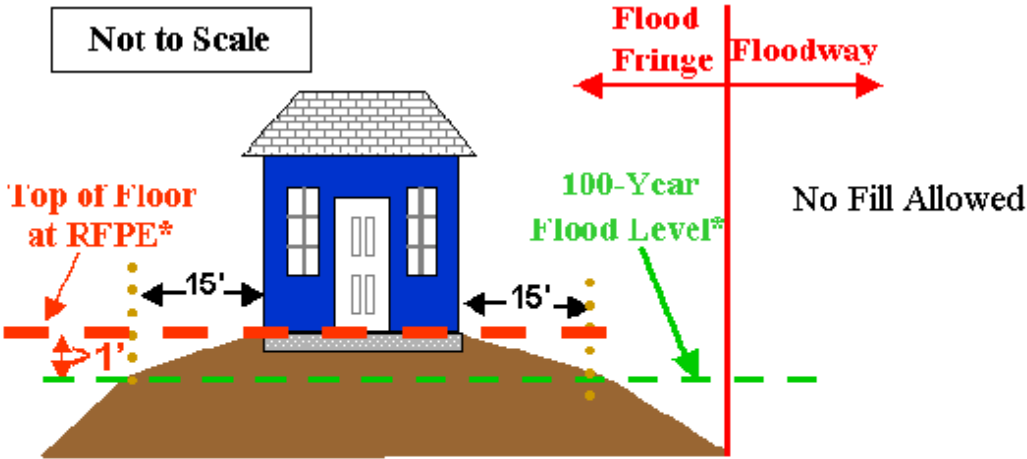 Not to Scale
Flood
Fringe
Floodway
Top of Floor
at RFPE*
100-Year
Flood Level*
No Fill Allowed
15'
15'
>1'